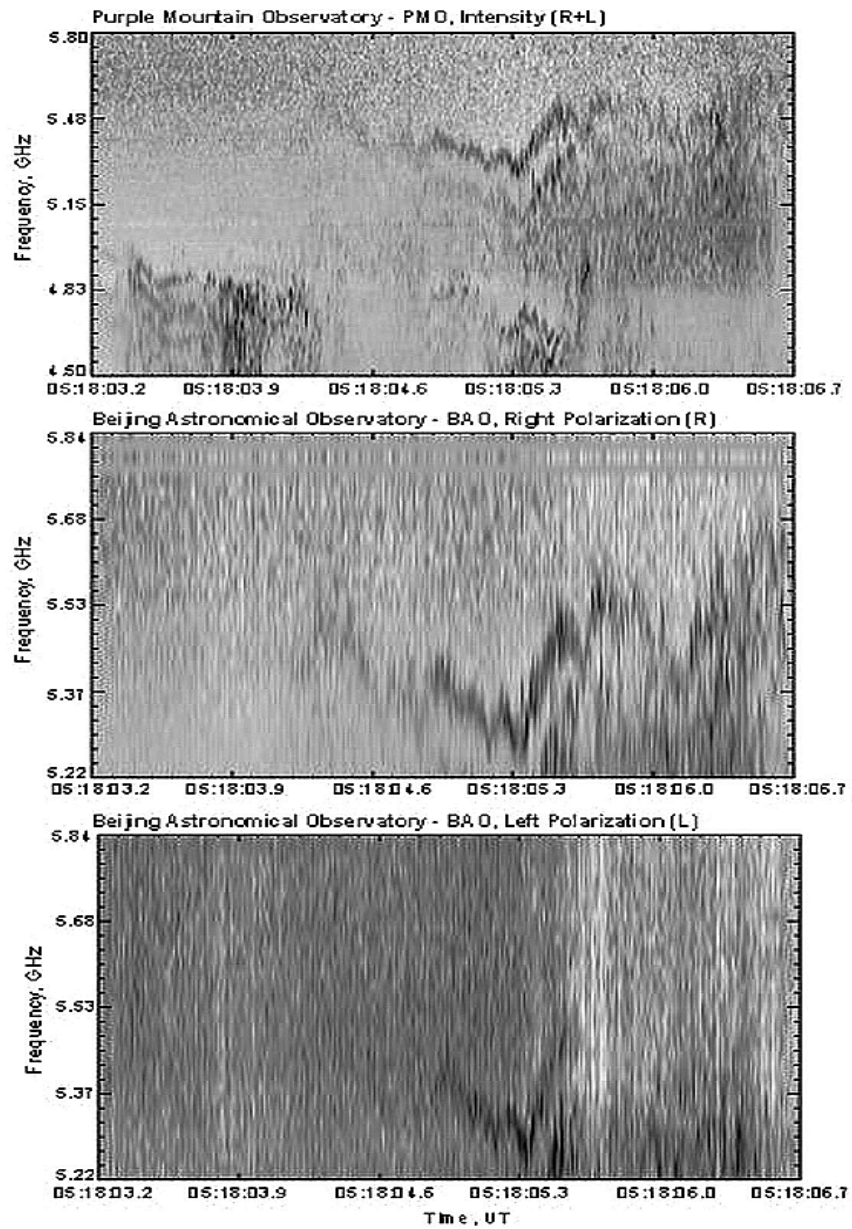 Purple Mountain Observatory - PMO, Intensity (R+L)
5.80
5.48
5.15
4.83
4.50
Frequency, GHz
05:18:03.2 05:18:03.9 05:18:04.6 05:18:05.3 05:18:06.0 05:18:06.7
Beijing Astronomical Observatory - BAO, Right Polarization (R)
5.84
5.68
5.53
5.37
5.22
Frequency, GHz
05:18:03.2 05:18:03.9 05:18:04.6 05:18:05.3 05:18:06.0 05:18:06.7
Beijing Astronomical Observatory - BAO, Left Polarization (L)
5.84
5.68
5.53
5.37
5.22
Frequency, GHz
05:18:03.2 05:18:03.9 05:18:04.6 05:18:05.3 05:18:06.0 05:18:06.7
Time, UT